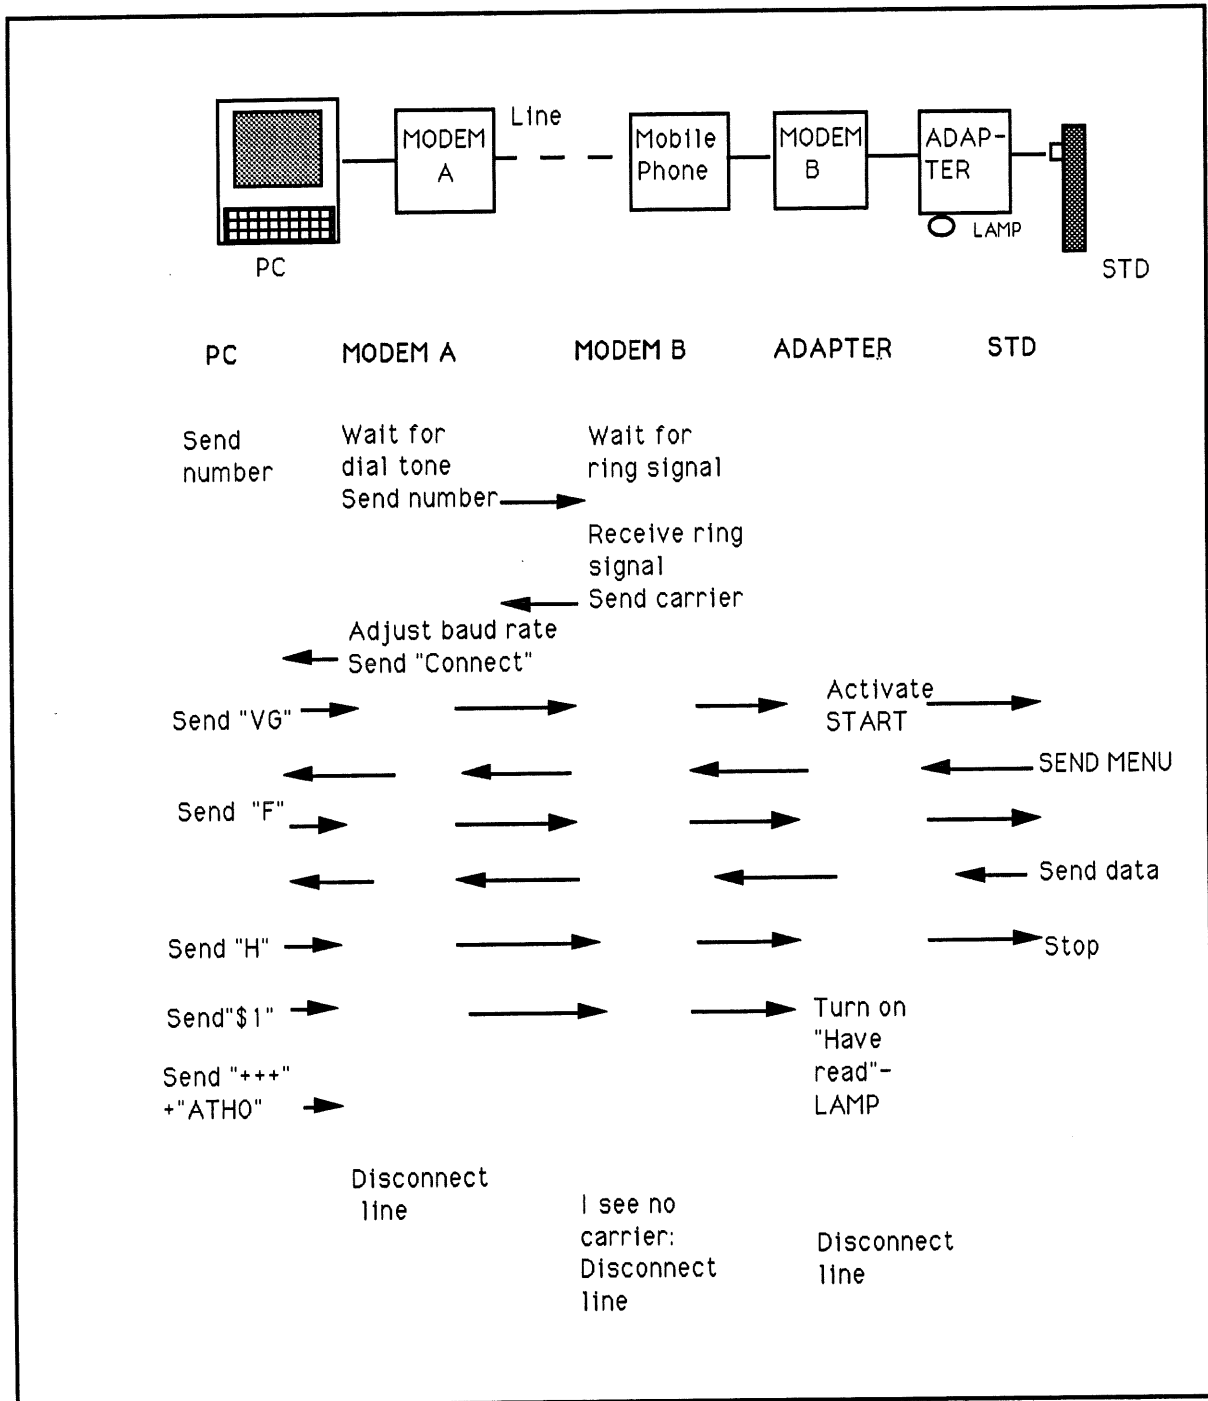 Line
MODEM
A
Mobile
Phone
MODEM
B
ADAP-
TER
LAMP
PC
STD
PC MODEM A MODEM B ADAPTER STD
Send
number
Wait for
dial tone
Send number
Wait for
ring signal
Receive ring
signal
Send carrier
Adjust baud rate
Send "Connect"
Send "VG"
Activate
START
SEND MENU
Send "F"
Send data
Send "H"
Stop
Send"$1"
Turn on
"Have
read"-
LAMP
Send "+++"
+"ATH0"
Disconnect
line
I see no
carrier:
Disconnect
line
Disconnect
line